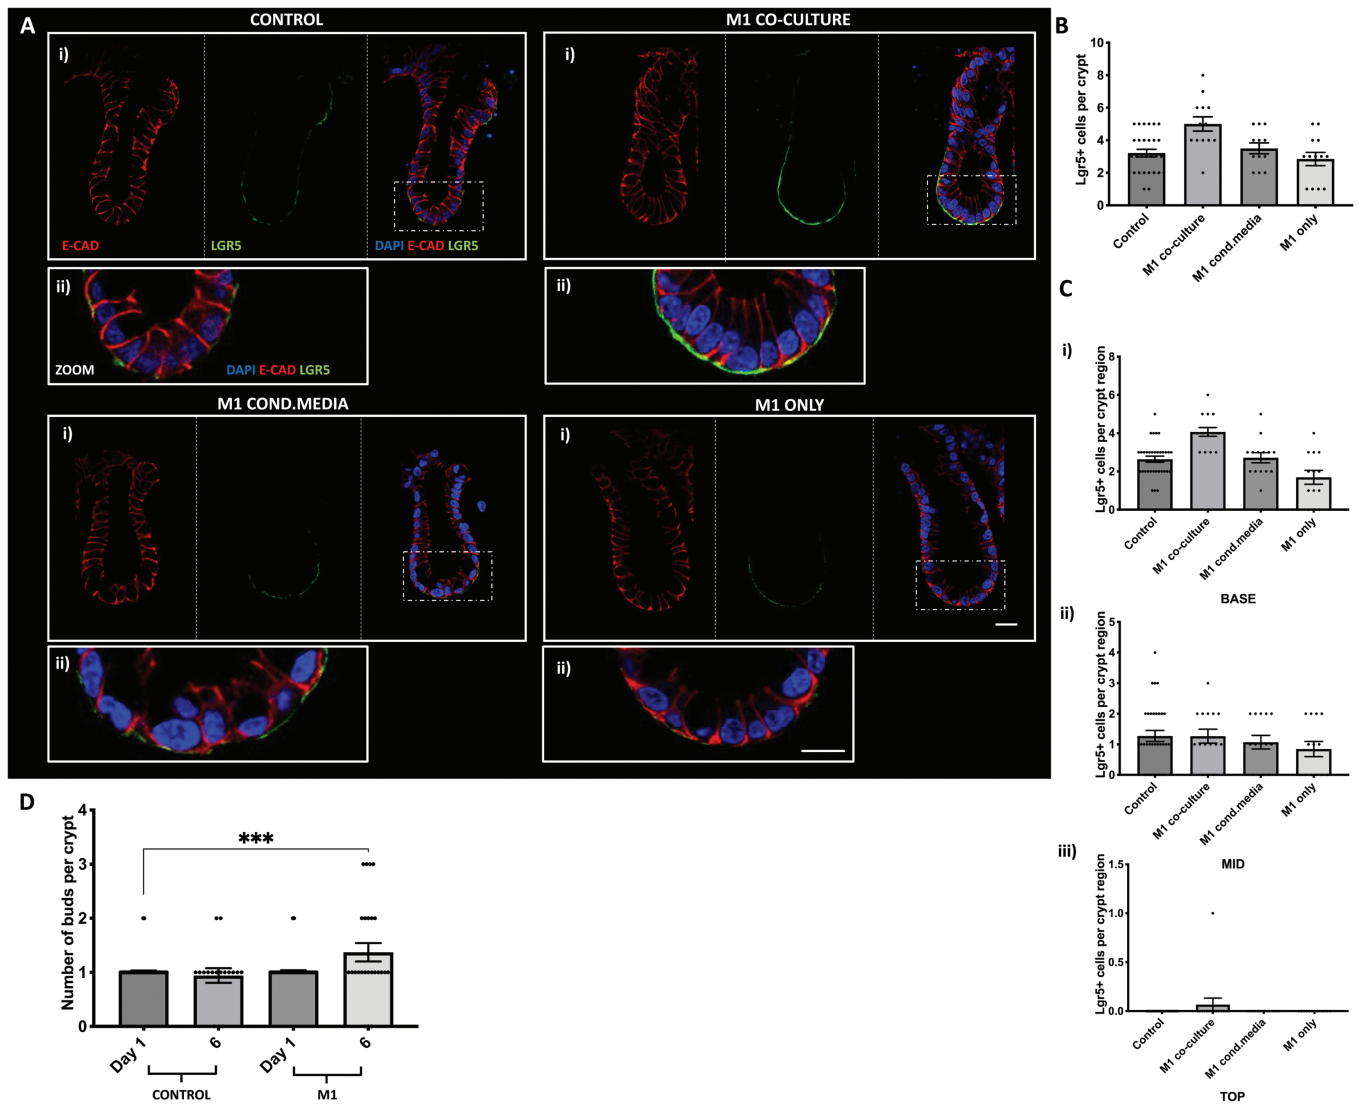 A
CONTROL
M1 CO-CULTURE
i)
E-CAD
LGR5
DAPI E-CAD LGR5
i)
ii)
ZOOM
DAPI E-CAD LGR5
ii)
M1 COND.MEDIA
M1 ONLY
i)
i)
ii)
ii)
B
Lgr5+ cells per crypt
10
8
6
4
2
0
Control
M1 co-culture
M1 cond.media
M1 only
C
i)
Lgr5+ cells per crypt region
8
6
4
2
0
Control
M1 co-culture
M1 cond.media
M1 only
BASE
ii)
Lgr5+ cells per crypt region
5
4
3
2
1
0
Control
M1 co-culture
M1 cond.media
M1 only
MID
iii)
Lgr5+ cells per crypt region
1.5
1.0
0.5
0.0
Control
M1 co-culture
M1 cond.media
M1 only
TOP
D
Number of buds per crypt
4
3
2
1
0
***
Day 1
6
Day 1
6
CONTROL
M1